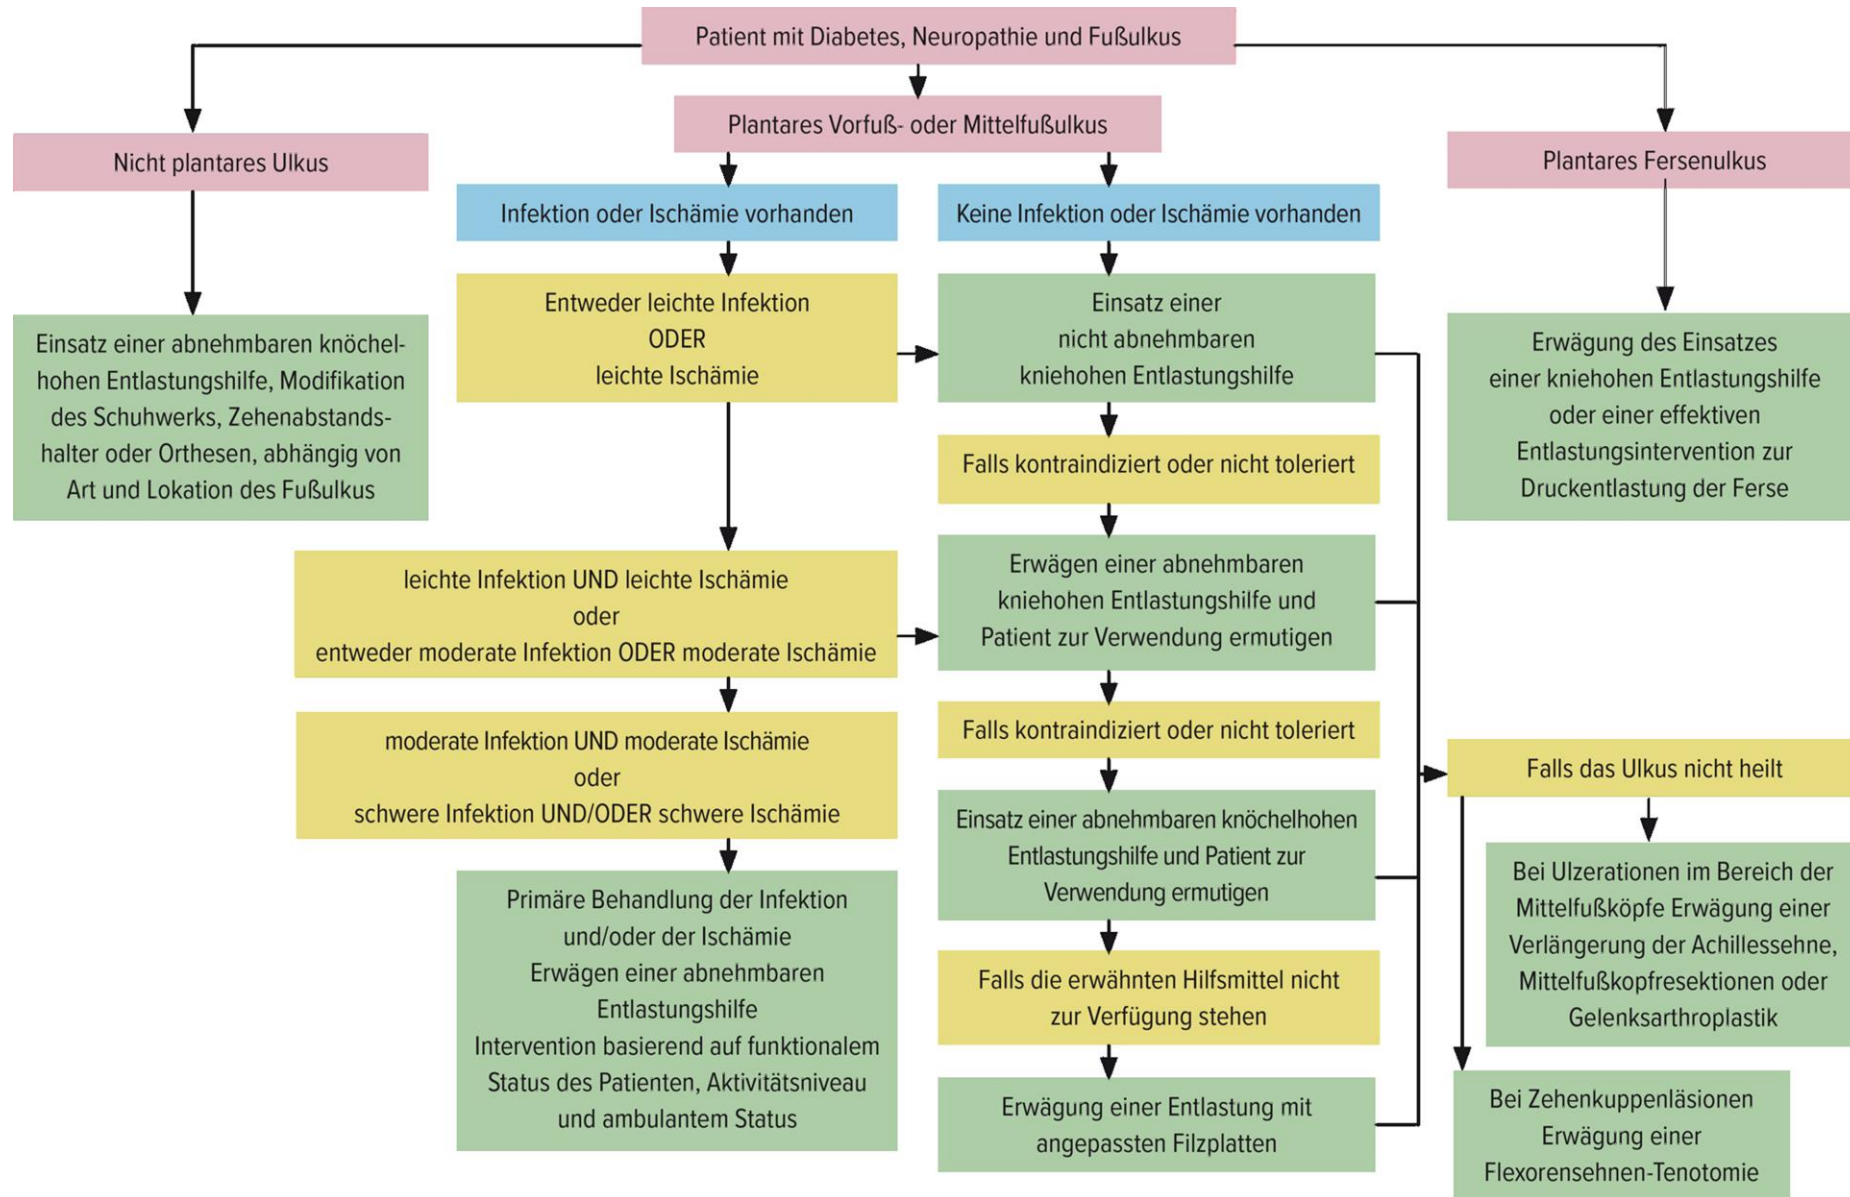 Patient mit Diabetes, Neuropathie und Fußulkus
Plantares Vorfuß- oder Mittelfußulkus
Nicht plantares Ulkus
Plantares Fersenulkus
Infektion oder Ischämie vorhanden
Keine Infektion oder Ischämie vorhanden
Einsatz einer abnehmbaren knöchel-
hohen Entlastungshilfe, Modifikation
des Schuhwerks, Zehenabstands-
halter oder Orthesen, abhängig von
Art und Lokation des Fußulkus
Entweder leichte Infektion
ODER
leichte Ischämie
leichte Infektion UND leichte Ischämie
oder
entweder moderate Infektion ODER moderate Ischämie
moderate Infektion UND moderate Ischämie
oder
schwere Infektion UND/ODER schwere Ischämie
Primäre Behandlung der Infektion
und/oder der Ischämie
Erwägen einer abnehmbaren
Entlastungshilfe
Intervention basierend auf funktionalem
Status des Patienten, Aktivitätsniveau
und ambulantem Status
Einsatz einer
nicht abnehmbaren
kniehohen Entlastungshilfe
Falls kontraindiziert oder nicht toleriert
Erwägen einer abnehmbaren
kniehohen Entlastungshilfe und
Patient zur Verwendung ermutigen
Falls kontraindiziert oder nicht toleriert
Einsatz einer abnehmbaren knöchelhohen
Entlastungshilfe und Patient zur
Verwendung ermutigen
Falls die erwähnten Hilfsmittel nicht
zur Verfügung stehen
Erwägung einer Entlastung mit
angepassten Filzplatten
Erwägung des Einsatzes
einer kniehohen Entlastungshilfe
oder einer effektiven
Entlastungsintervention zur
Druckentlastung der Ferse
Falls das Ulkus nicht heilt
Bei Ulzerationen im Bereich der
Mittelfußköpfe Erwägung einer
Verlängerung der Achillessehne,
Mittelfußkopfresektionen oder
Gelenksarthroplastik
Bei Zehenkuppenläsionen
Erwägung einer
Flexorensehnen-Tenotomie